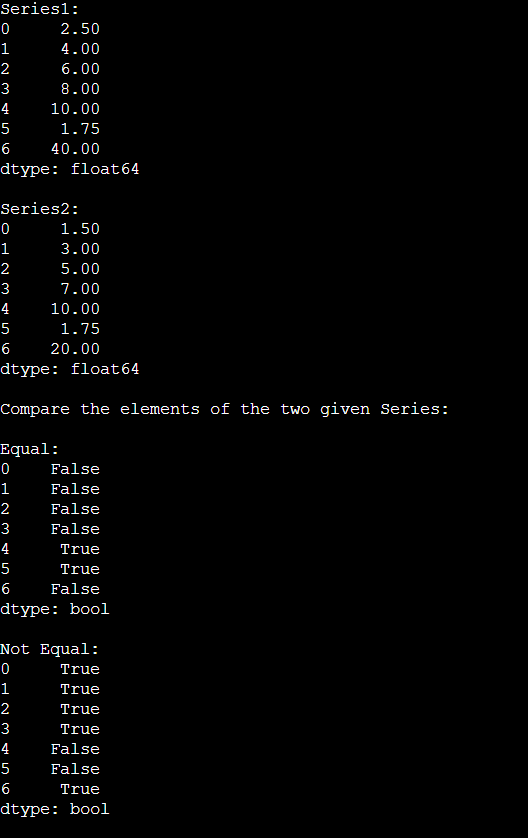 Series1:
0     2.50
1     4.00
2     6.00
3     8.00
4    10.00
5     1.75
6    40.00
dtype: float64
Series2:
0     1.50
1     3.00
2     5.00
3     7.00
4    10.00
5     1.75
6    20.00
dtype: float64
Compare the elements of the two given Series:
Equal:
0    False
1    False
2    False
3    False
4     True
5     True
6    False
dtype: bool
Not Equal:
0     True
1     True
2     True
3     True
4    False
5    False
6     True
dtype: bool